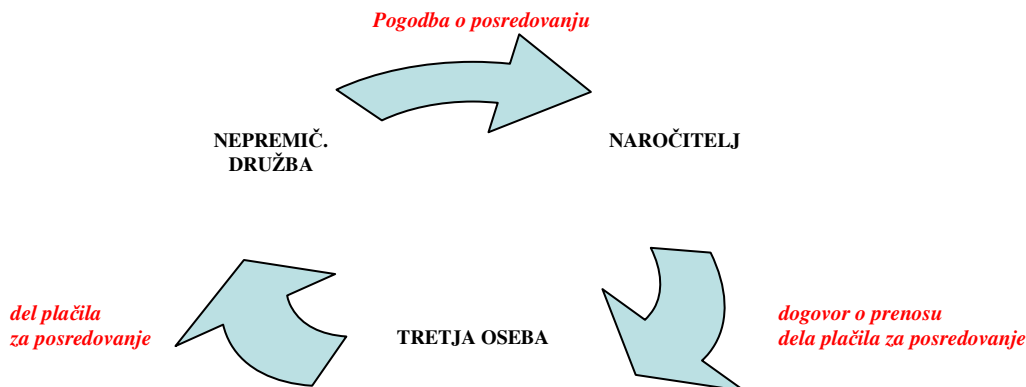 Pogodba o posredovanju
NEPREMIČ.
DRUŽBA
NAROČITELJ
del plačila
za posredovanje
TRETJA OSEBA
dogovor o prenosu
dela plačila za posredovanje